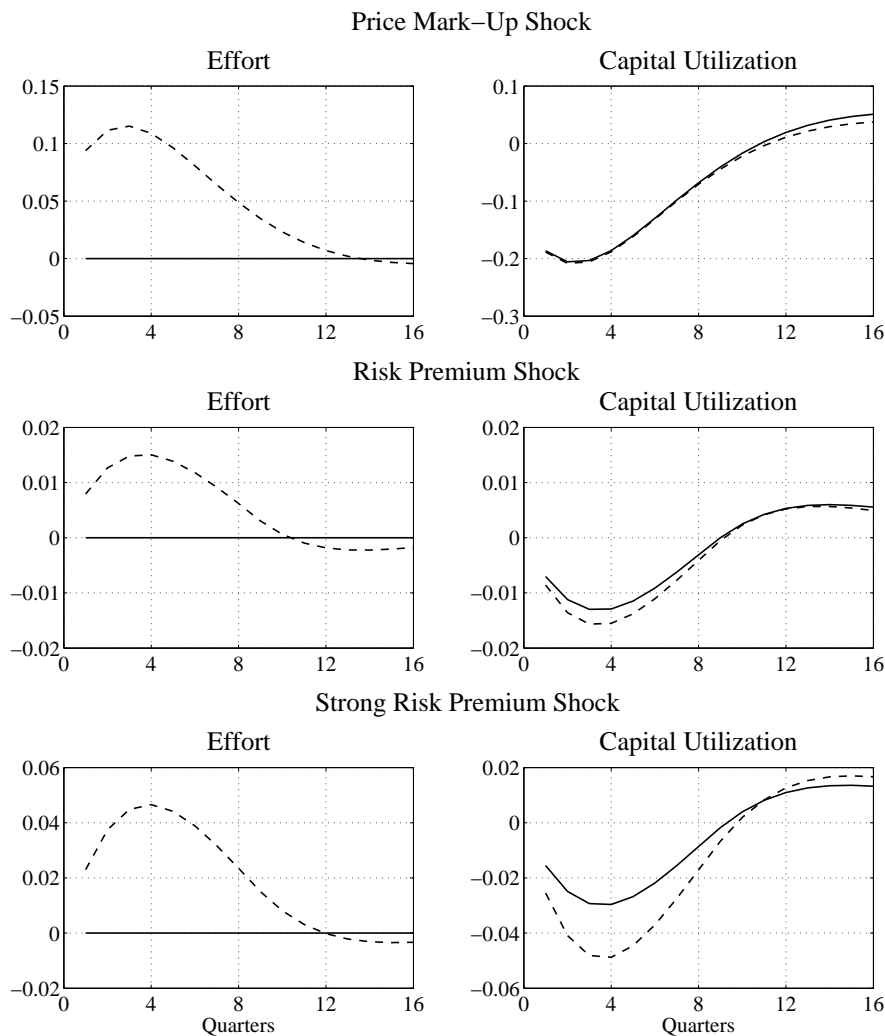 Price Mark–Up Shock
Effort
Capital Utilization
0.15
0.1
0.05
0
−0.05
0 4 8 12 16
0.1
0
−0.1
−0.2
−0.3
0 4 8 12 16
Risk Premium Shock
Effort
Capital Utilization
0.02
0.01
0
−0.01
−0.02
0 4 8 12 16
0.02
0.01
0
−0.01
−0.02
0 4 8 12 16
Strong Risk Premium Shock
Effort
Capital Utilization
0.06
0.04
0.02
0
−0.02
0 4 8 12 16
Quarters
0.02
0
−0.02
−0.04
−0.06
0 4 8 12 16
Quarters